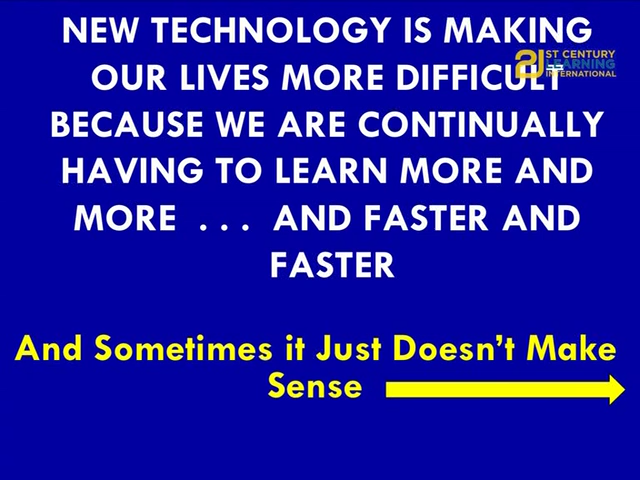 NEW TECHNOLOGY IS MAKING
OUR LIVES MORE DIFFICULT
BECAUSE WE ARE CONTINUALLY
HAVING TO LEARN MORE AND
MORE . . . AND FASTER AND
FASTER
21ST CENTURY
LEARNING
INTERNATIONAL
And Sometimes it Just Doesn’t Make
Sense